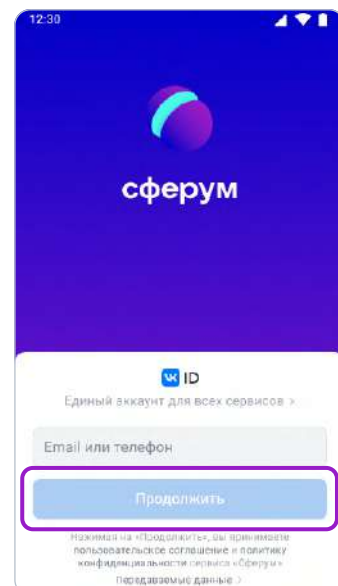 12:30
сферум
VK ID
Единый аккаунт для всех сервисов >
Email или телефон
Продолжить
Нажимая на «Продолжить», вы принимаете
пользовательское соглашение и политику
конфиденциальности сервиса «Сферум»
Передаваемые данные >